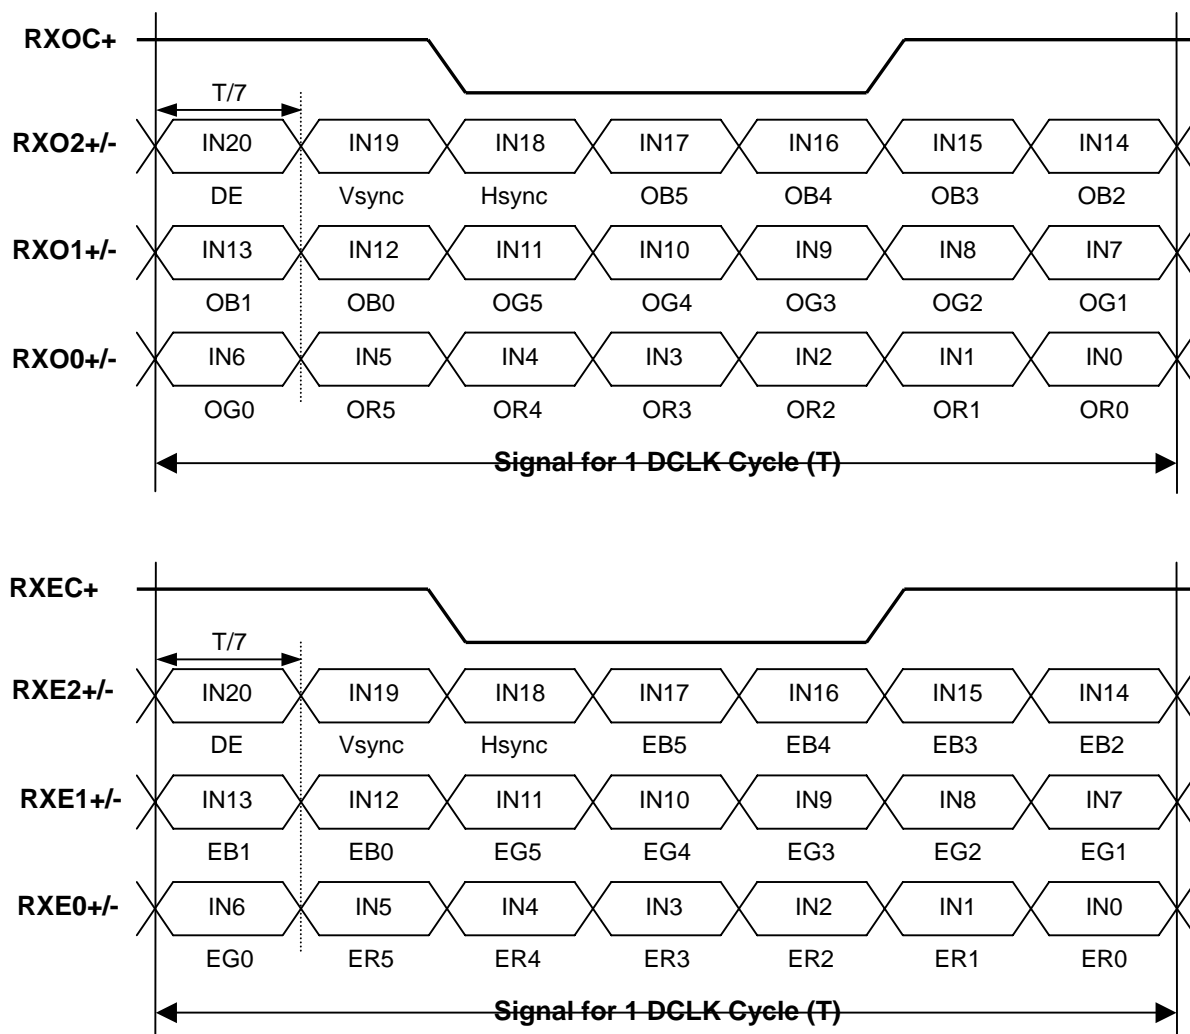 RXOC+
T/7
RXO2+/- IN20 IN19 IN18 IN17 IN16 IN15 IN14
DE Vsync Hsync OB5 OB4 OB3 OB2
RXO1+/- IN13 IN12 IN11 IN10 IN9 IN8 IN7
OB1 OB0 OG5 OG4 OG3 OG2 OG1
RXO0+/- IN6 IN5 IN4 IN3 IN2 IN1 IN0
OG0 OR5 OR4 OR3 OR2 OR1 OR0
Signal for 1 DCLK Cycle (T)
RXEC+
T/7
RXE2+/- IN20 IN19 IN18 IN17 IN16 IN15 IN14
DE Vsync Hsync EB5 EB4 EB3 EB2
RXE1+/- IN13 IN12 IN11 IN10 IN9 IN8 IN7
EB1 EB0 EG5 EG4 EG3 EG2 EG1
RXE0+/- IN6 IN5 IN4 IN3 IN2 IN1 IN0
EG0 ER5 ER4 ER3 ER2 ER1 ER0
Signal for 1 DCLK Cycle (T)